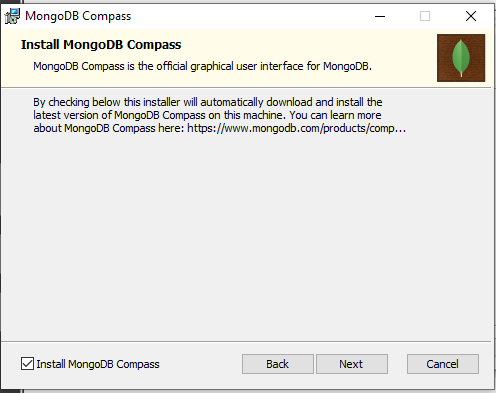 MongoDB Compass
Install MongoDB Compass
MongoDB Compass is the official graphical user interface for MongoDB.
By checking below this installer will automatically download and install the
latest version of MongoDB Compass on this machine. You can learn more
about MongoDB Compass here: https://www.mongodb.com/products/comp...
Install MongoDB Compass
Back
Next
Cancel